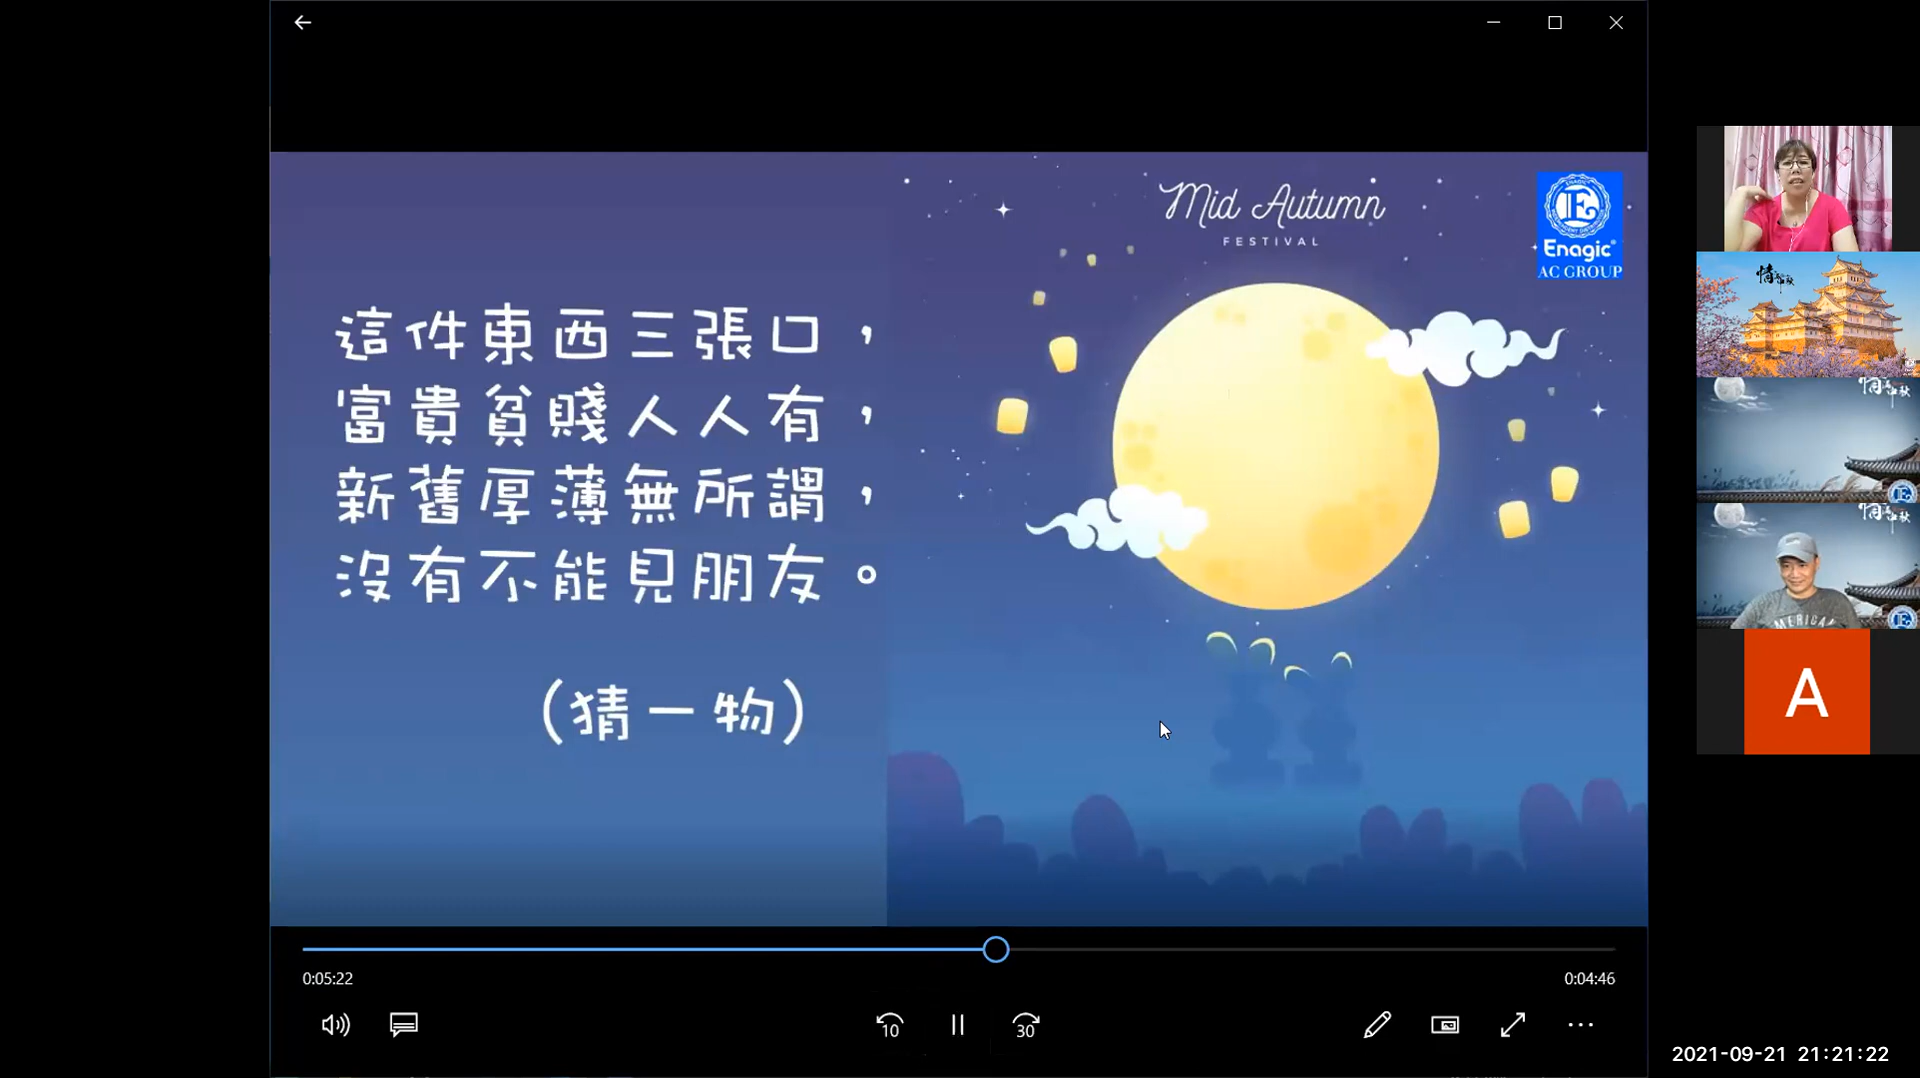 Mid Autumn
FESTIVAL
Enagic®
AC GROUP
這件東西三張口，
富貴貧賤人人有，
新舊厚薄無所謂，
沒有不能見朋友。
（猜一物）
0:05:22
0:04:46
10
30
A
2021-09-21 21:21:22